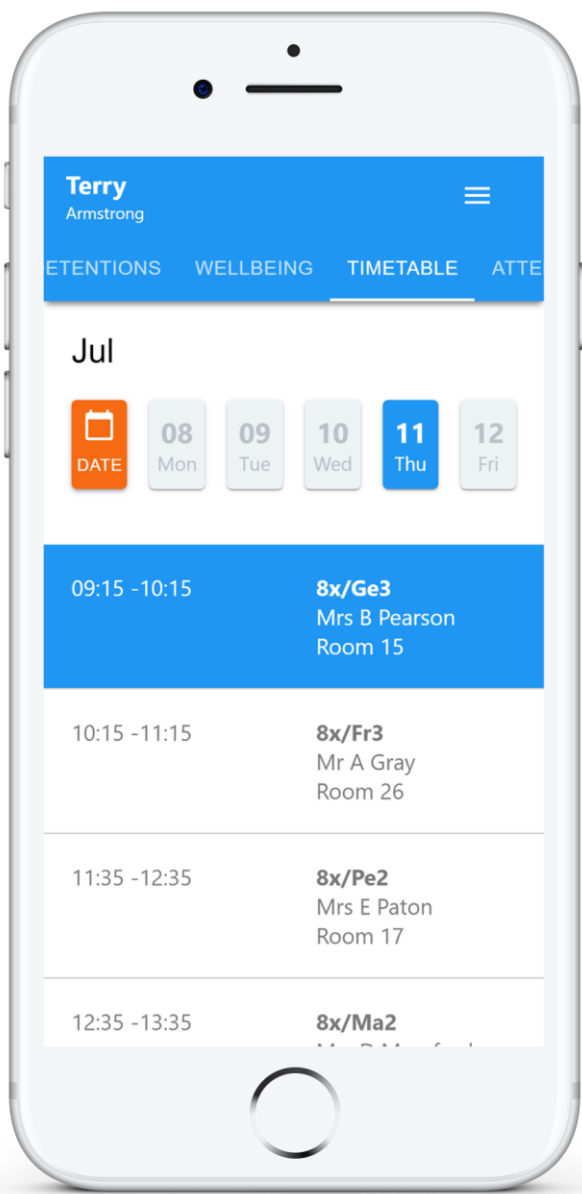 Terry
Armstrong
ETENTIONS WELLBEING TIMETABLE ATTE
Jul
DATE 08 Mon 09 Tue 10 Wed 11 Thu 12 Fri
09:15 -10:15 8x/Ge3
Mrs B Pearson
Room 15
10:15 -11:15 8x/Fr3
Mr A Gray
Room 26
11:35 -12:35 8x/Pe2
Mrs E Paton
Room 17
12:35 -13:35 8x/Ma2